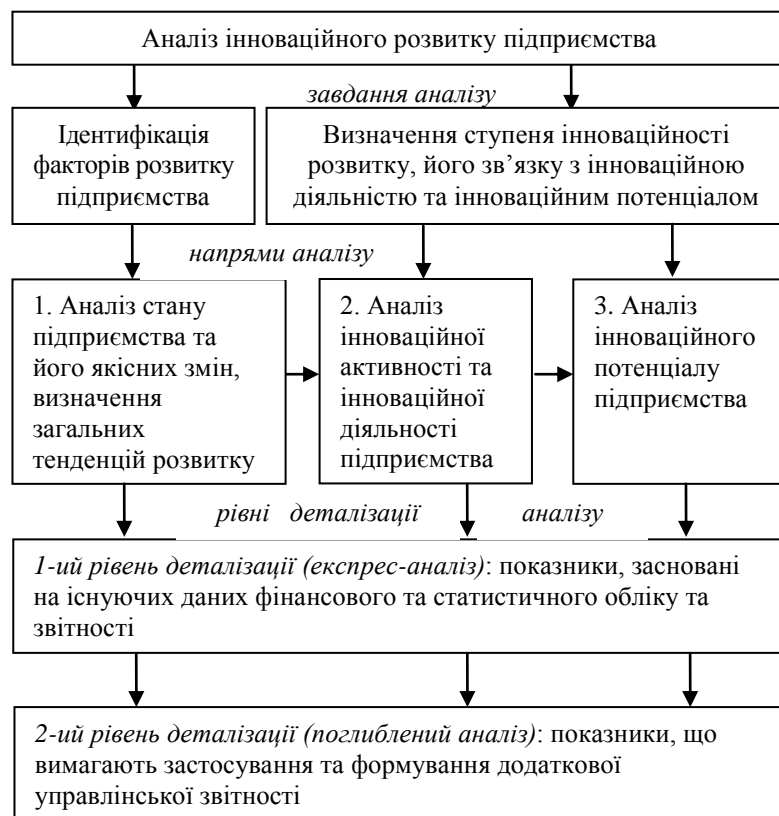 Аналіз інноваційного розвитку підприємства
завдання аналізу
Ідентифікація
факторів розвитку
підприємства
Визначення ступеня інноваційності
розвитку, його зв’язку з інноваційною
діяльністю та інноваційним потенціалом
напрями аналізу
1. Аналіз стану
підприємства та
його якісних змін,
визначення
загальних
тенденцій розвитку
2. Аналіз
інноваційної
активності та
інноваційної
діяльності
підприємства
3. Аналіз
інноваційного
потенціалу
підприємства
рівні деталізації аналізу
1-ий рівень деталізації (експрес-аналіз): показники, засновані
на існуючих даних фінансового та статистичного обліку та
звітності
2-ий рівень деталізації (поглиблений аналіз): показники, що
вимагають застосування та формування додаткової
управлінської звітності